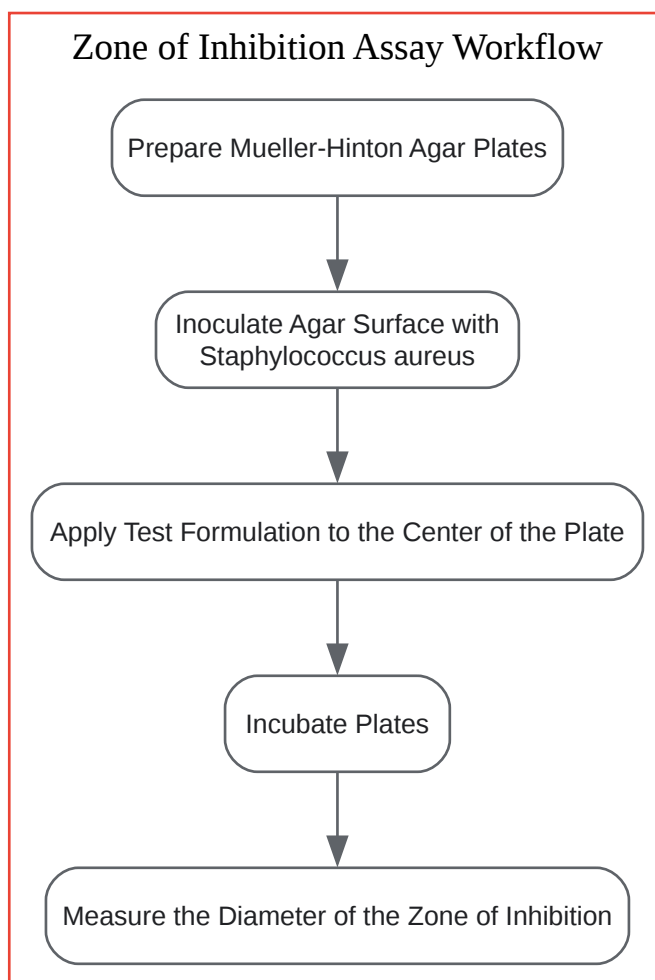 Zone of Inhibition Assay Workflow
Prepare Mueller-Hinton Agar Plates
Inoculate Agar Surface with
Staphylococcus aureus
Apply Test Formulation to the Center of the Plate
Incubate Plates
Measure the Diameter of the Zone of Inhibition